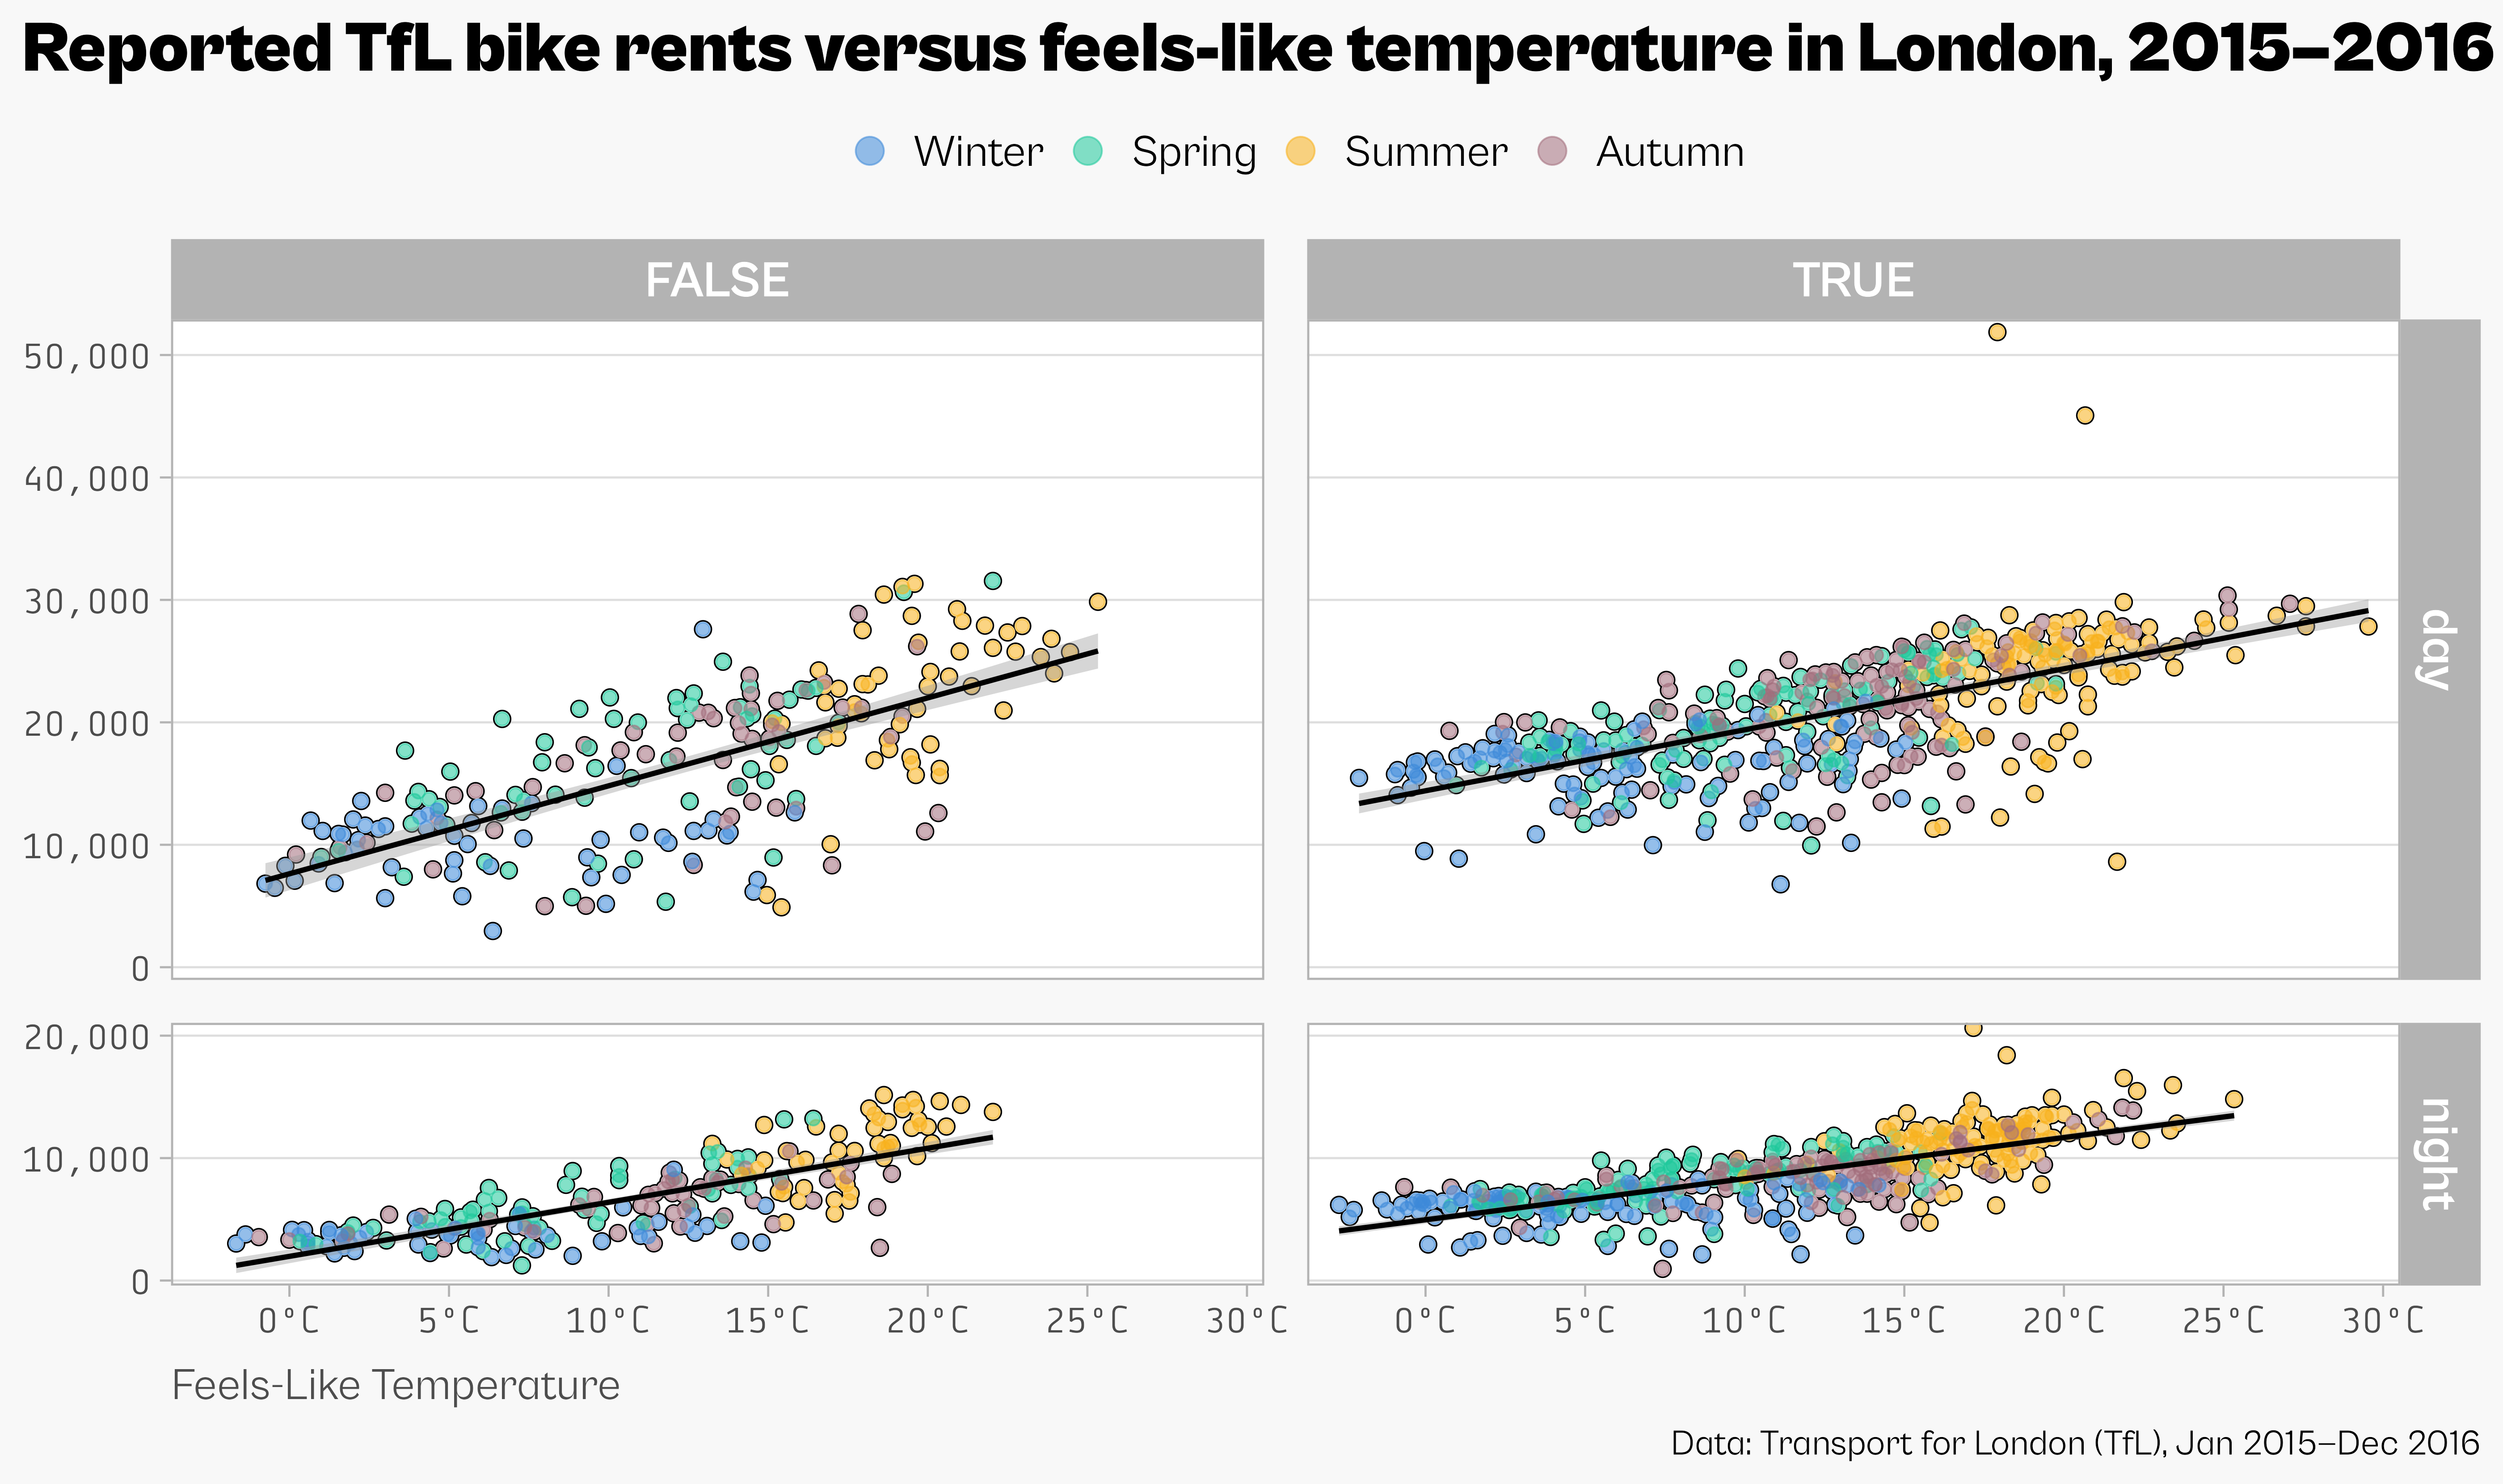 Reported TfL bike rents versus feels-like temperature in London, 2015–2016
Winter Spring Summer Autumn
FALSE TRUE
50,000
40,000
30,000
20,000
10,000
0
day
20,000
10,000
0
night
0°C 5°C 10°C 15°C 20°C 25°C 30°C 0°C 5°C 10°C 15°C 20°C 25°C 30°C
Feels-Like Temperature
Data: Transport for London (TfL), Jan 2015–Dec 2016